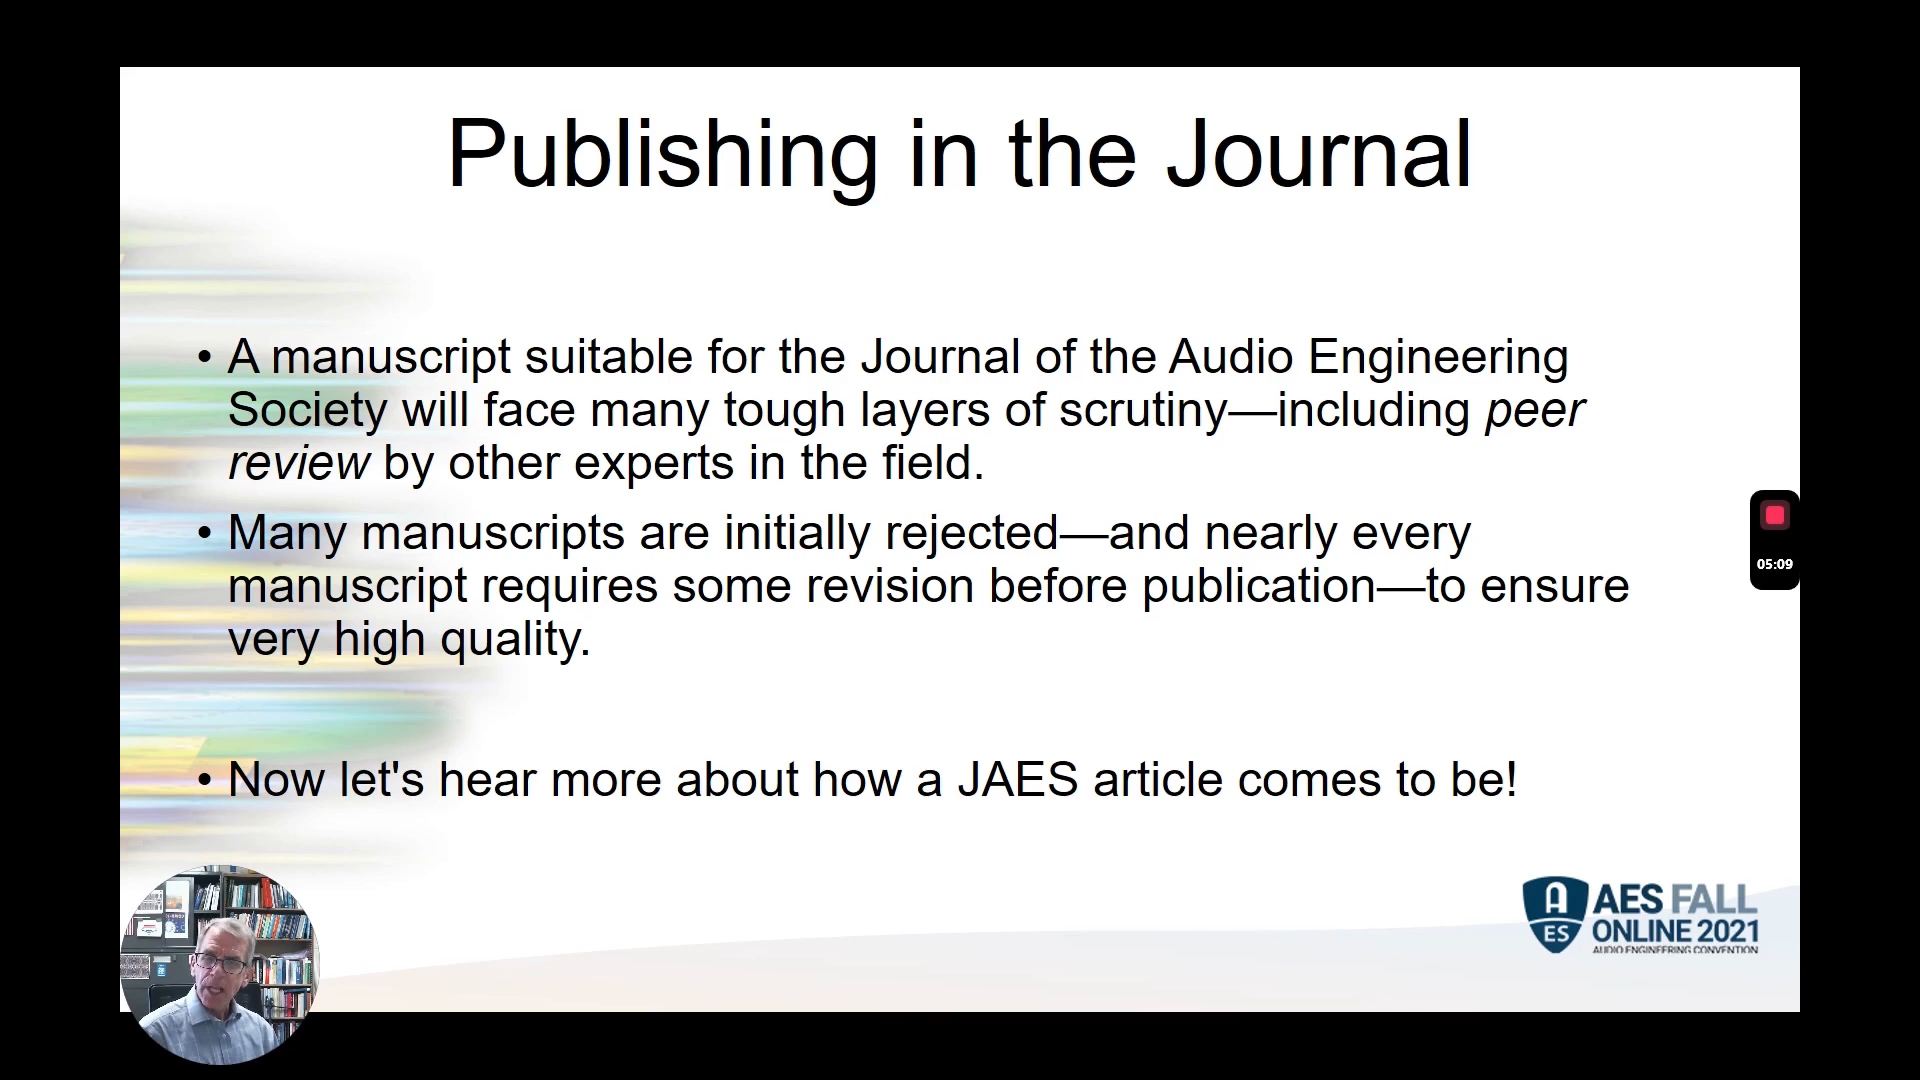 Publishing in the Journal
• A manuscript suitable for the Journal of the Audio Engineering
Society will face many tough layers of scrutiny—including peer
review by other experts in the field.
• Many manuscripts are initially rejected—and nearly every
manuscript requires some revision before publication—to ensure
very high quality.
• Now let's hear more about how a JAES article comes to be!
05:09
A
ES
AES FALL
ONLINE 2021
AUDIO ENGINEERING CONVENTION